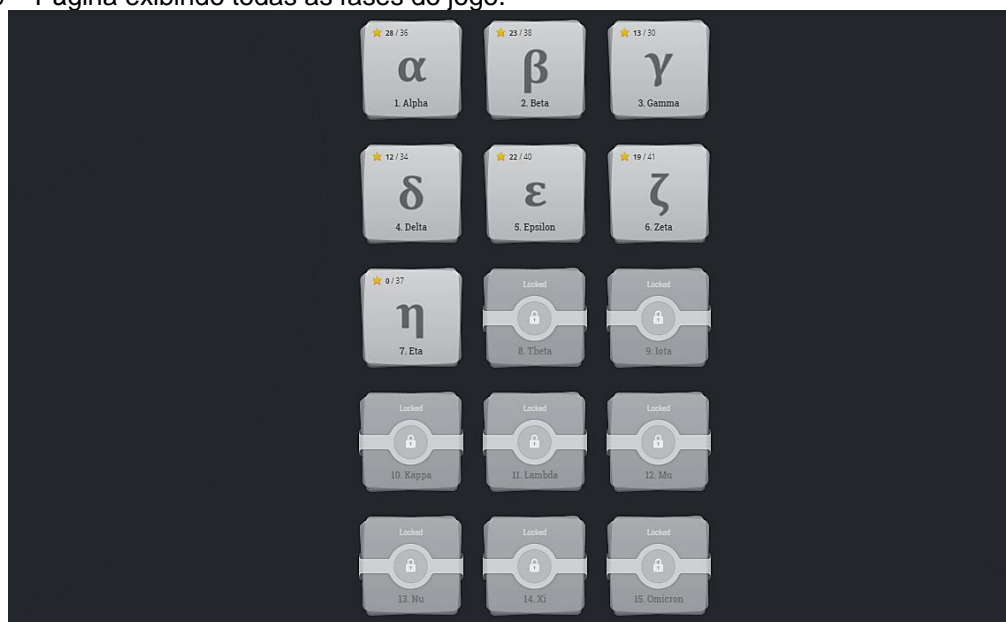 Página exibindo todas as fases do jogo.
28 / 36
α
1. Alpha
23 / 38
β
2. Beta
13 / 30
γ
3. Gamma
12 / 34
δ
4. Delta
22 / 40
ε
5. Epsilon
19 / 41
ζ
6. Zeta
0 / 37
η
7. Eta
Locked
8. Theta
Locked
9. Iota
Locked
10. Kappa
Locked
11. Lambda
Locked
12. Mu
Locked
13. Nu
Locked
14. Xi
Locked
15. Omicron